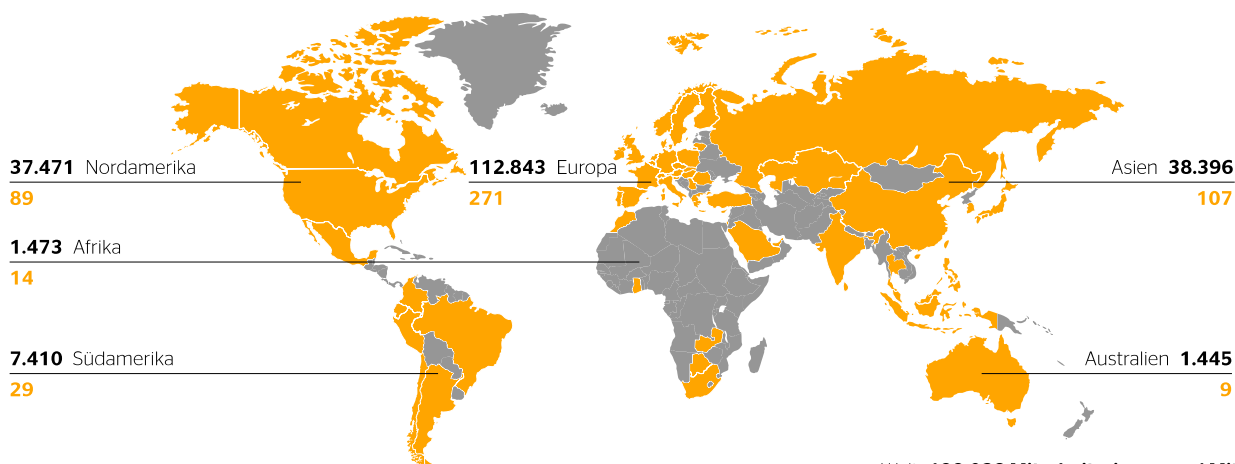 37.471 Nordamerika
89
112.843 Europa
271
Asien 38.396
107
1.473 Afrika
14
7.410 Südamerika
29
Australien 1.445
9